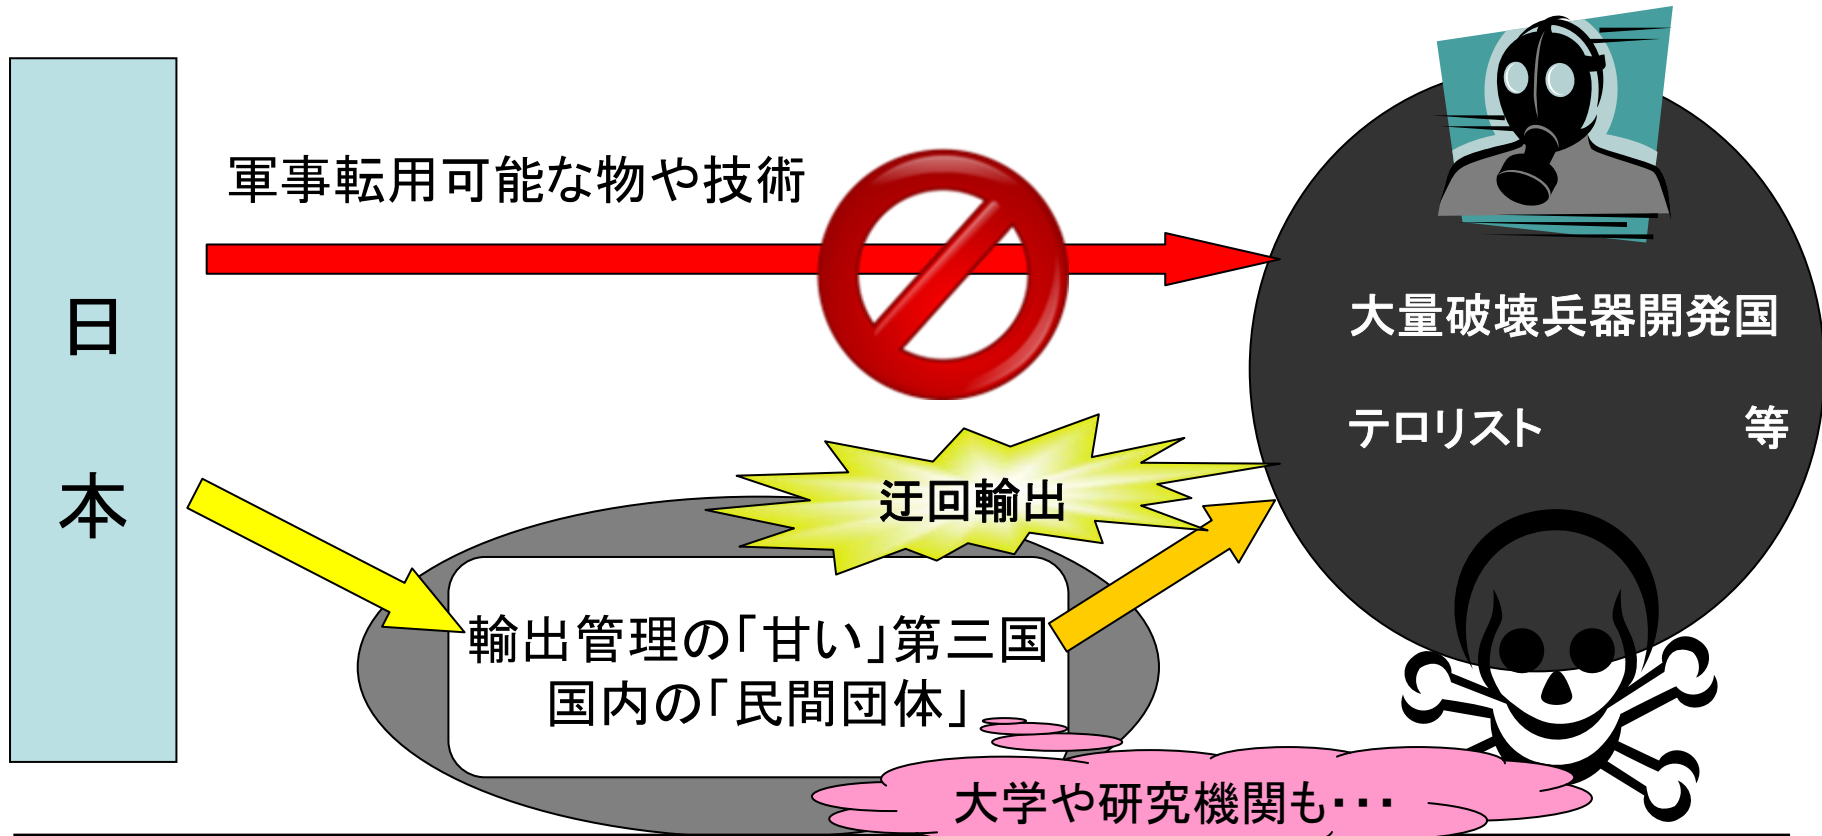 軍事転用可能な物や技術
日
本
大量破壊兵器開発国
テロリスト　　　　等
迂回輸出
輸出管理の「甘い」第三国
国内の「民間団体」
大学や研究機関も・・・